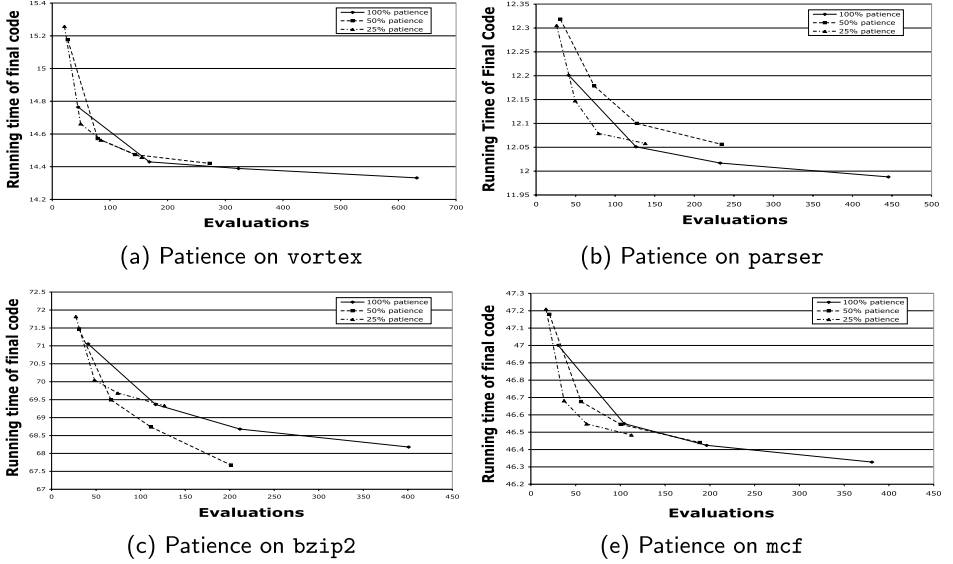 15.4
15.2
15
14.8
14.6
14.4
14.2
0 100 200 300 400 500 600 700
Running time of final code
Evaluations
100% patience
50% patience
25% patience
(a) Patience on vortex
12.35
12.3
12.25
12.2
12.15
12.1
12.05
12
11.95
0 50 100 150 200 250 300 350 400 450 500
Running Time of Final Code
Evaluations
100% patience
50% patience
25% patience
(b) Patience on parser
72.5
72
71.5
71
70.5
70
69.5
69
68.5
68
67.5
67
0 50 100 150 200 250 300 350 400 450
Running time of final code
Evaluations
100% patience
50% patience
25% patience
(c) Patience on bzip2
47.3
47.2
47.1
47
46.9
46.8
46.7
46.6
46.5
46.4
46.3
46.2
0 50 100 150 200 250 300 350 400 450
Running time of final code
Evaluations
100% patience
50% patience
25% patience
(e) Patience on mcf